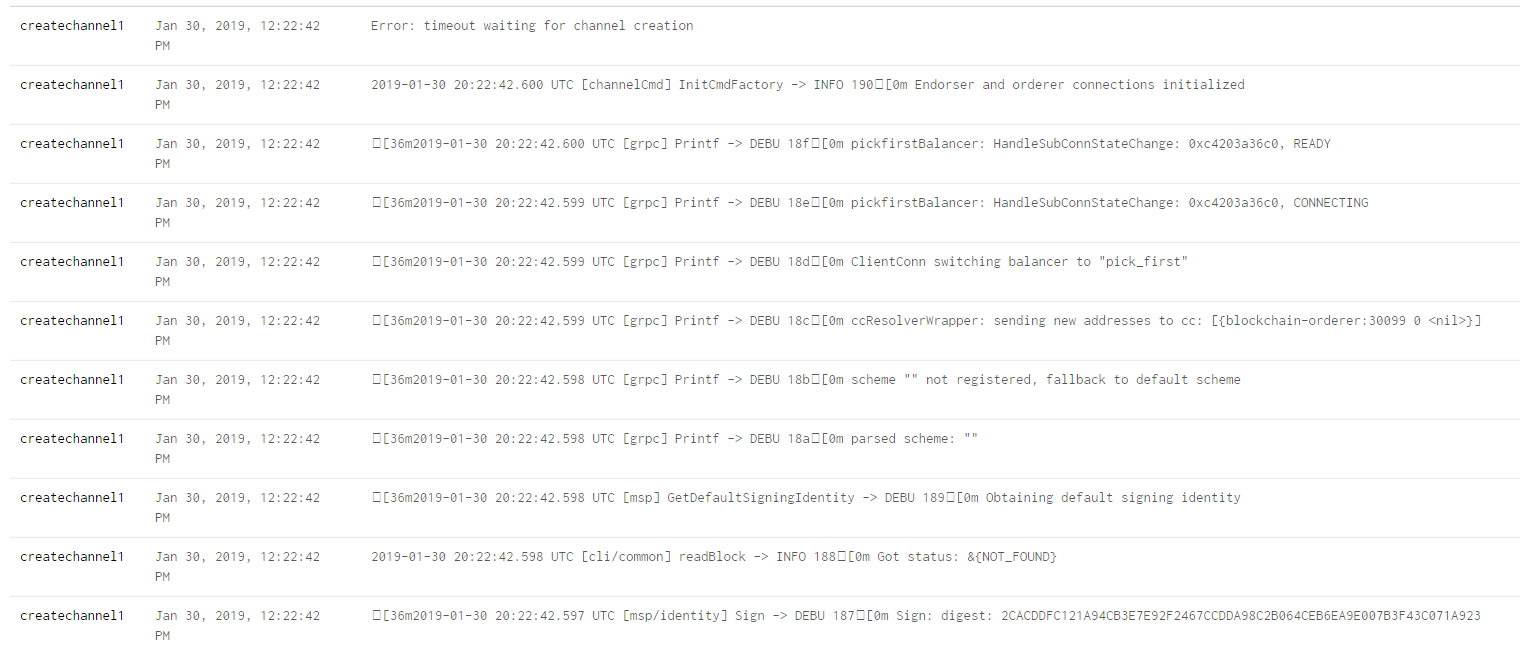 createchannel1 Jan 30, 2019, 12:22:42 Error: timeout waiting for channel creation
PM
createchannel1 Jan 30, 2019, 12:22:42 2019-01-30 20:22:42.600 UTC [channelCmd] InitCmdFactory -> INFO 190□[0m Endorser and orderer connections initialized
PM
createchannel1 Jan 30, 2019, 12:22:42 □[36m2019-01-30 20:22:42.600 UTC [grpc] Printf -> DEBU 18f□[0m pickfirstBalancer: HandleSubConnStateChange: 0xc4203a36c0, READY
PM
createchannel1 Jan 30, 2019, 12:22:42 □[36m2019-01-30 20:22:42.599 UTC [grpc] Printf -> DEBU 18e□[0m pickfirstBalancer: HandleSubConnStateChange: 0xc4203a36c0, CONNECTING
PM
createchannel1 Jan 30, 2019, 12:22:42 □[36m2019-01-30 20:22:42.599 UTC [grpc] Printf -> DEBU 18d□[0m ClientConn switching balancer to "pick_first"
PM
createchannel1 Jan 30, 2019, 12:22:42 □[36m2019-01-30 20:22:42.599 UTC [grpc] Printf -> DEBU 18c□[0m ccResolverWrapper: sending new addresses to cc: [{blockchain-orderer:30099 0 <nil>}]
PM
createchannel1 Jan 30, 2019, 12:22:42 □[36m2019-01-30 20:22:42.598 UTC [grpc] Printf -> DEBU 18b□[0m scheme "" not registered, fallback to default scheme
PM
createchannel1 Jan 30, 2019, 12:22:42 □[36m2019-01-30 20:22:42.598 UTC [grpc] Printf -> DEBU 18a□[0m parsed scheme: ""
PM
createchannel1 Jan 30, 2019, 12:22:42 □[36m2019-01-30 20:22:42.598 UTC [msp] GetDefaultSigningIdentity -> DEBU 189□[0m Obtaining default signing identity
PM
createchannel1 Jan 30, 2019, 12:22:42 2019-01-30 20:22:42.598 UTC [cli/common] readBlock -> INFO 188□[0m Got status: &{NOT_FOUND}
PM
createchannel1 Jan 30, 2019, 12:22:42 □[36m2019-01-30 20:22:42.597 UTC [msp/identity] Sign -> DEBU 187□[0m Sign: digest: 2CACDDFC121A94CB3E7E92F2467CCDDA98C2B064CEB6EA9E007B3F43C071A923
PM